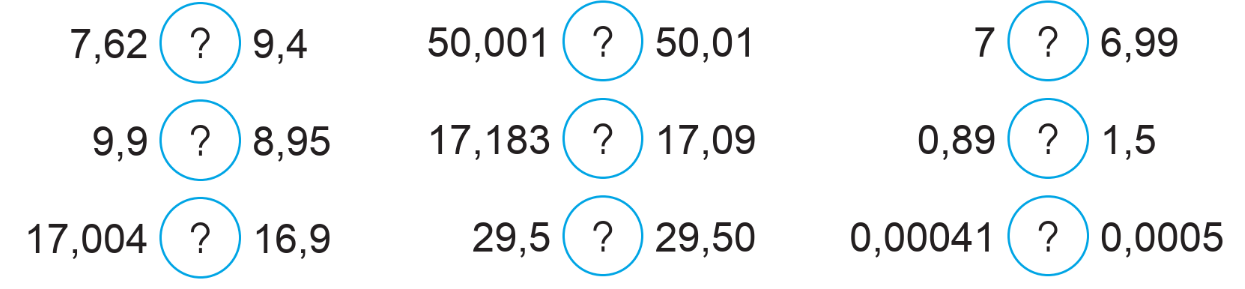 7,62 ? 9,4 50,001 ? 50,01 7 ? 6,99
9,9 ? 8,95 17,183 ? 17,09 0,89 ? 1,5
17,004 ? 16,9 29,5 ? 29,50 0,00041 ? 0,0005